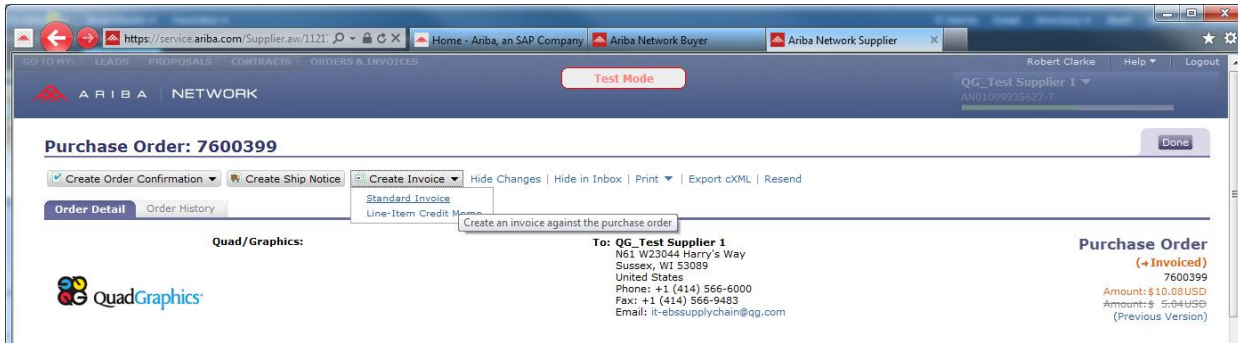 https://service.ariba.com/Supplier.aw/1121
Home - Ariba, an SAP Company
Ariba Network Buyer
Ariba Network Supplier
GO TO MY: LEADS PROPOSALS CONTRACTS ORDERS & INVOICES
Test Mode
Robert Clarke Help Logout
ARIBA NETWORK
QG_Test Supplier 1
AN01009935627-T
Purchase Order: 7600399
Done
Create Order Confirmation Create Ship Notice Create Invoice Hide Changes | Hide in Inbox | Print | Export cXML | Resend
Standard Invoice
Line-Item Credit Memo
Create an invoice against the purchase order
Order Detail Order History
Quad/Graphics:
QuadGraphics
To: QG_Test Supplier 1
N61 W23044 Harry's Way
Sussex, WI 53089
United States
Phone: +1 (414) 566-6000
Fax: +1 (414) 566-9483
Email: it-ebssupplychain@qg.com
Purchase Order
(→Invoiced)
7600399
Amount:$10.08USD
Amount:$ 5.04USD
(Previous Version)